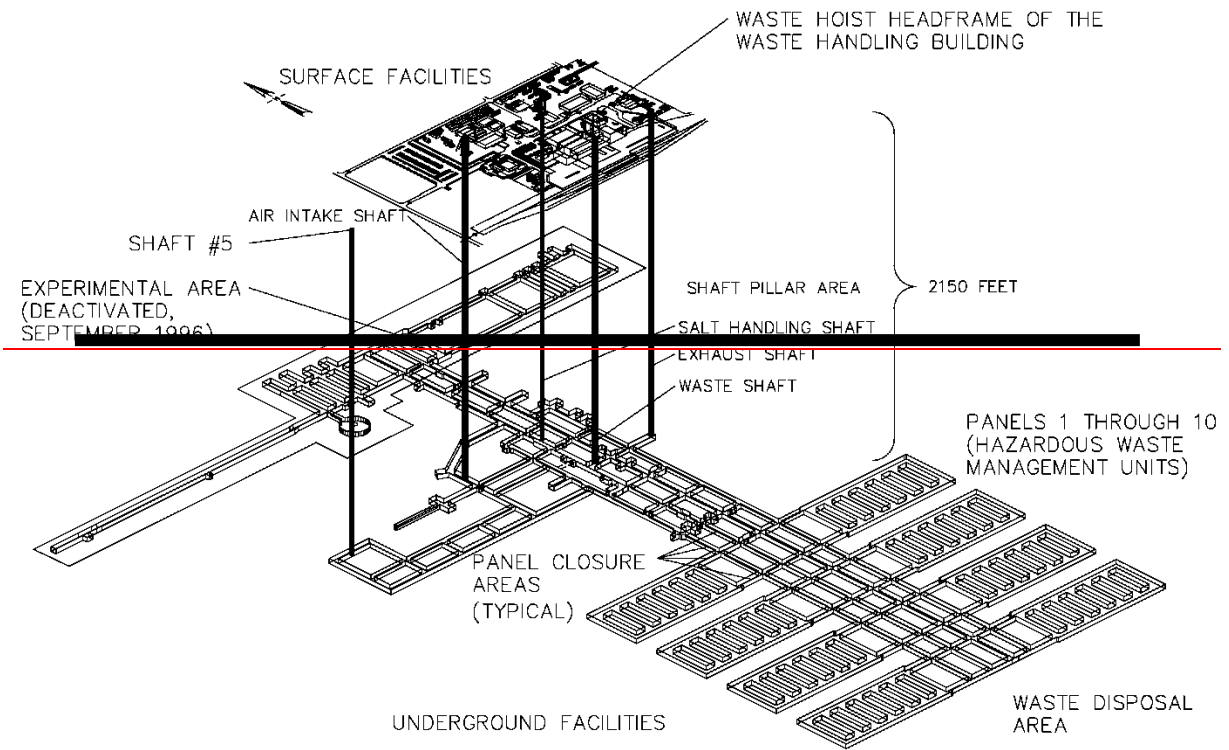 WASTE HOIST HEADFRAME OF THE
WASTE HANDLING BUILDING
SURFACE FACILITIES
AIR INTAKE SHAFT
SHAFT #5
EXPERIMENTAL AREA
(DEACTIVATED,
SEPTEMBER 1996)
SHAFT PILLAR AREA
2150 FEET
SALT HANDLING SHAFT
EXHAUST SHAFT
WASTE SHAFT
PANELS 1 THROUGH 10
(HAZARDOUS WASTE
MANAGEMENT UNITS)
PANEL CLOSURE
AREAS
(TYPICAL)
WASTE DISPOSAL
AREA
UNDERGROUND FACILITIES